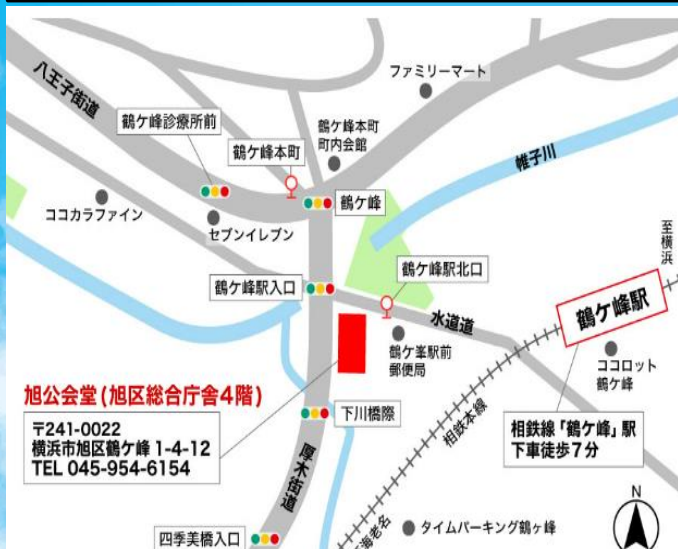 ファミリーマート
八王子街道
鶴ケ峰診療所前
鶴ケ峰本町
町内会館
鶴ケ峰本町
帷子川
ココカラファイン
セブンイレブン
鶴ケ峰
至横浜
鶴ケ峰駅入口
鶴ケ峰駅北口
水道道
鶴ケ峰駅
鶴ケ峯駅前
郵便局
ココロット
鶴ケ峰
旭公会堂(旭区総合庁舎4階)
〒241-0022
横浜市旭区鶴ケ峰 1-4-12
TEL 045-954-6154
下川橋際
相鉄本線
相鉄線「鶴ケ峰」駅
下車徒歩7分
厚木街道
四季美橋入口
海老名
タイムパーキング鶴ヶ峰
N